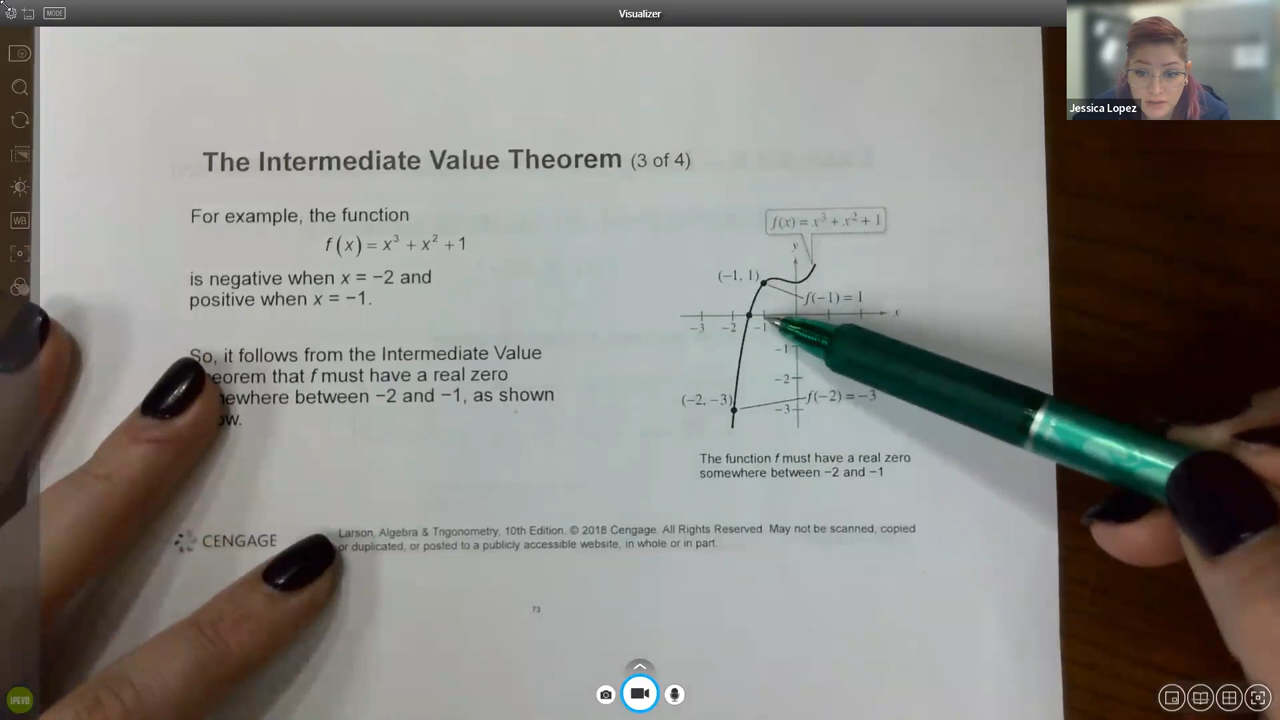 MODE
Visualizer
Jessica Lopez
WB
The Intermediate Value Theorem (3 of 4)
For example, the function
f(x) = x³ + x² + 1
is negative when x = −2 and
positive when x = −1.
So, it follows from the Intermediate Value
that f must have a real zero
between −2 and −1, as shown
f(x) = x³ + x² + 1
y
(−1, 1)
f(−1) = 1
x
−3 −2 −1
−1
−2
(−2, −3)
f(−2) = −3
−3
The function f must have a real zero
somewhere between −2 and −1
CENGAGE
Larson, Algebra & Trigonometry, 10th Edition. © 2018 Cengage. All Rights Reserved. May not be scanned, copied
or duplicated, or posted to a publicly accessible website, in whole or in part.
73
IPEVO